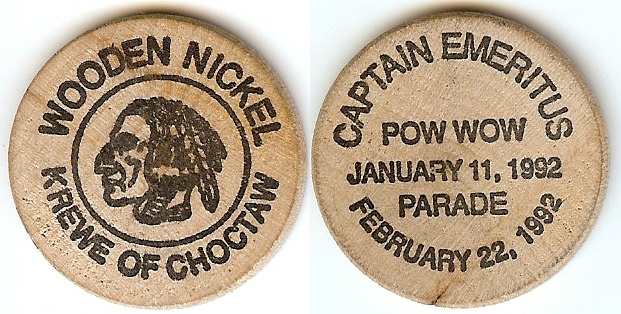 WOODEN NICKEL
KREWE OF CHOCTAW
CAPTAIN EMERITUS
POW WOW
JANUARY 11, 1992
PARADE
FEBRUARY 22, 1992